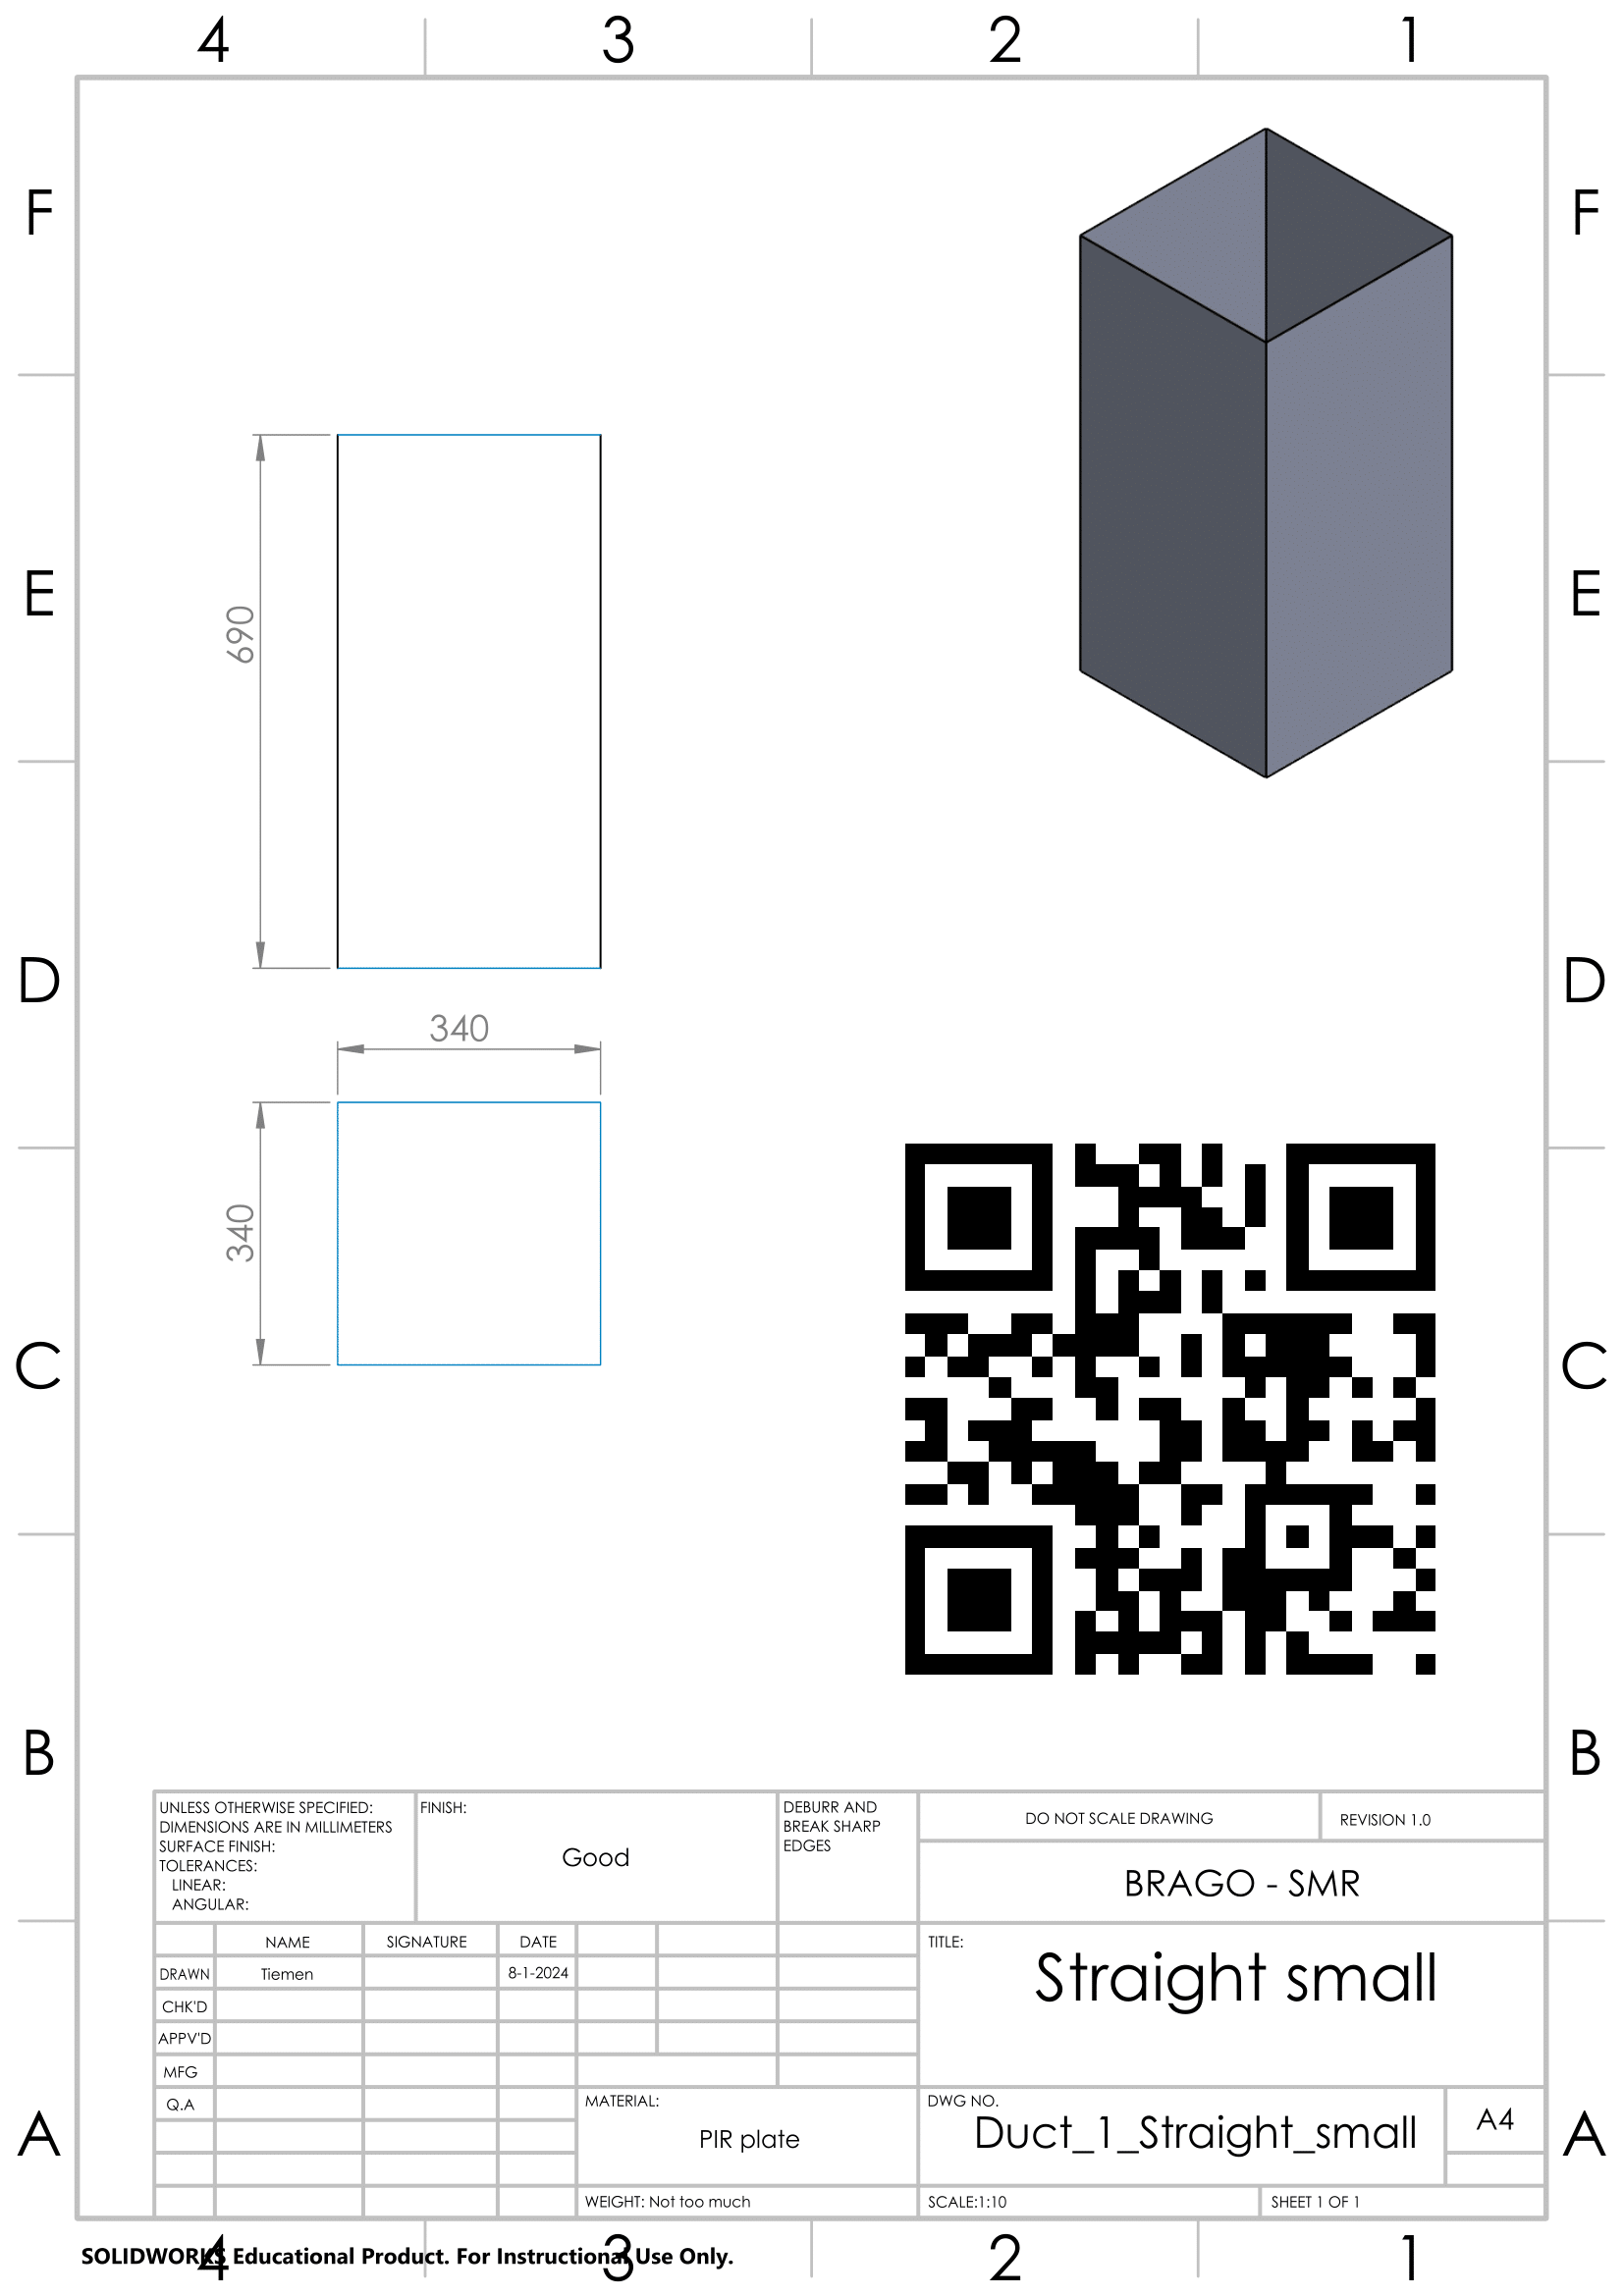 4 3 2 1
F F
E E
D D
C C
B B
A A
690
340
340
UNLESS OTHERWISE SPECIFIED:
DIMENSIONS ARE IN MILLIMETERS
SURFACE FINISH:
TOLERANCES:
LINEAR:
ANGULAR:
FINISH:
Good
DEBURR AND
BREAK SHARP
EDGES
DO NOT SCALE DRAWING
REVISION 1.0
BRAGO - SMR
NAME SIGNATURE DATE
DRAWN Tiemen 8-1-2024
CHK'D
APPV'D
MFG
Q.A
TITLE:
Straight small
MATERIAL:
PIR plate
DWG NO.
Duct_1_Straight_small
A4
WEIGHT: Not too much
SCALE:1:10
SHEET 1 OF 1
4 3 2 1
SOLIDWORKS Educational Product. For Instructional Use Only.